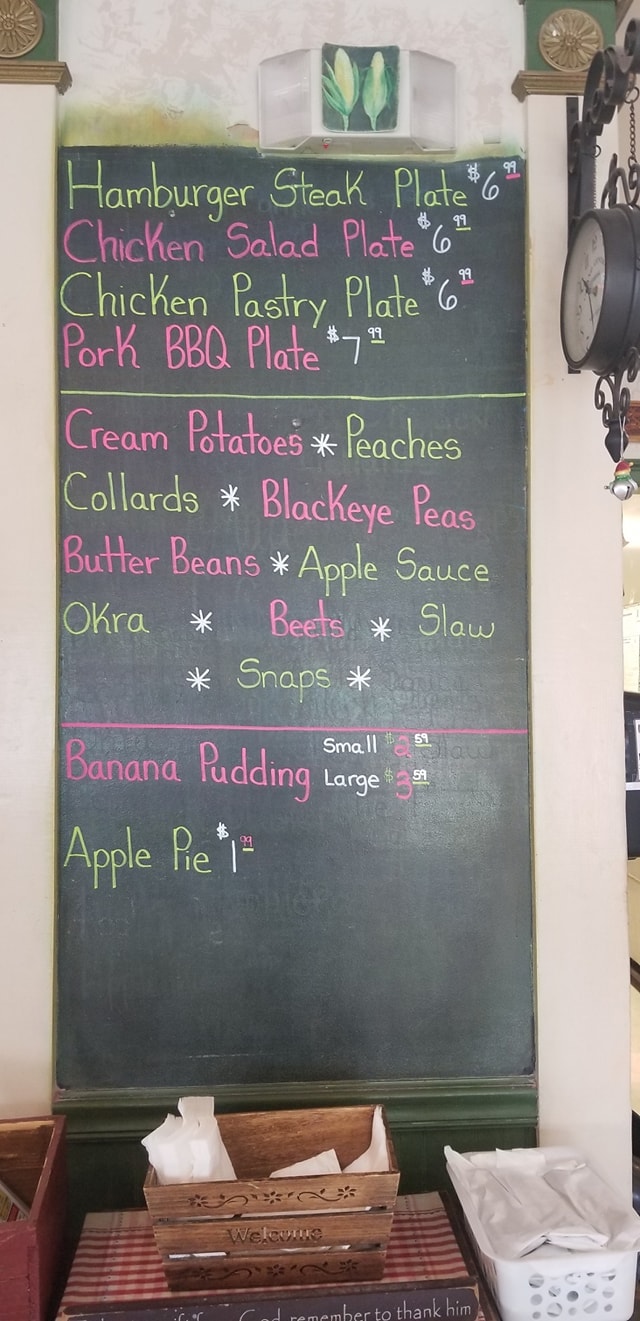 Hamburger Steak Plate $6.99
Chicken Salad Plate $6.99
Chicken Pastry Plate $6.99
Pork BBQ Plate $7.99
Cream Potatoes * Peaches
Collards * Blackeye Peas
Butter Beans * Apple Sauce
Okra * Beets * Slaw
* Snaps *
Banana Pudding Small $2.59
Large $3.59
Apple Pie $1.99
Welcome
God, remember to thank him